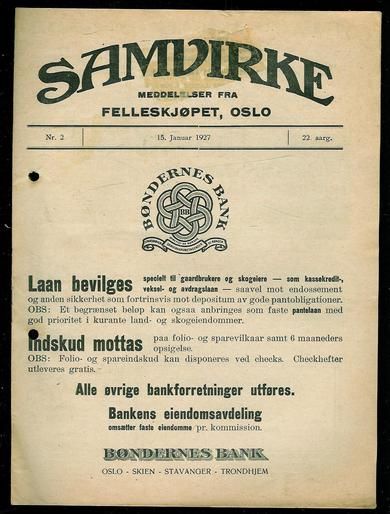 SAMVIRKE
MEDDELELSER FRA
FELLESKJØPET, OSLO
Nr. 2 15. Januar 1927 22. aarg.
BØNDERNES BANK
BB
Laan bevilges specielt til gaardbrukere og skogeiere — som kassekredit-,
veksel- og avdragslaan — saavel mot endossement
og anden sikkerhet som fortrinsvis mot depositum av gode pantobligationer.
OBS: Et begrænset beløp kan ogsaa anbringes som faste pantelaan med
god prioritet i kurante land- og skogeiendommer.
Indskud mottas paa folio- og sparevilkaar samt 6 maaneders
opsigelse.
OBS: Folio- og spareindskud kan disponeres ved checks. Checkhefter
utleveres gratis.
Alle øvrige bankforretninger utføres.
Bankens eiendomsavdeling
omsætter faste eiendomme pr. kommission.
BØNDERNES BANK
OSLO - SKIEN - STAVANGER - TRONDHJEM